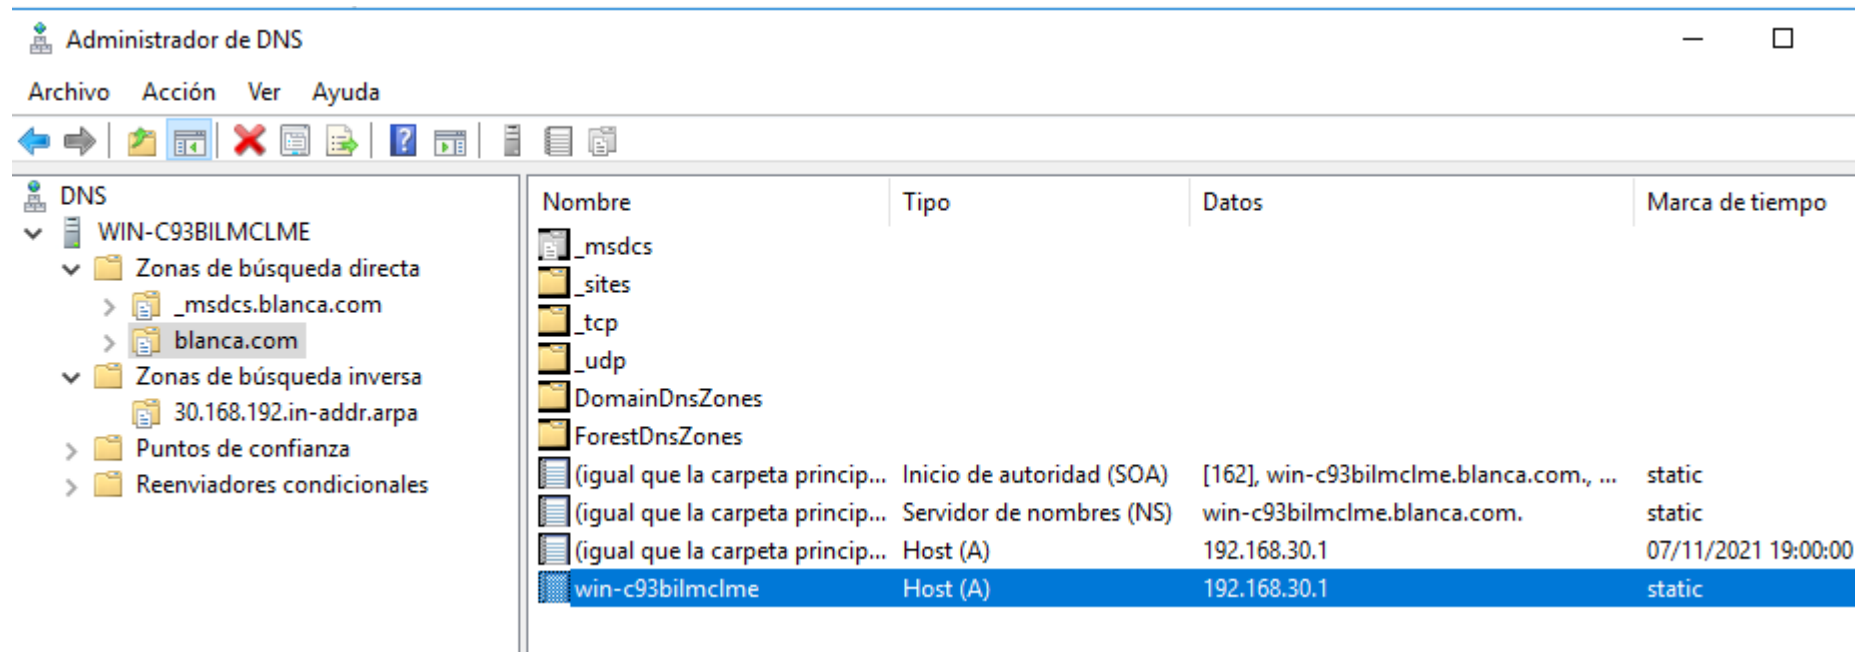 Administrador de DNS
Archivo Acción Ver Ayuda
DNS
WIN-C93BILMCLME
Zonas de búsqueda directa
_msdcs.blanca.com
blanca.com
Zonas de búsqueda inversa
30.168.192.in-addr.arpa
Puntos de confianza
Reenviadores condicionales
Nombre Tipo Datos Marca de tiempo
_msdcs
_sites
_tcp
_udp
DomainDnsZones
ForestDnsZones
(igual que la carpeta princip... Inicio de autoridad (SOA) [162], win-c93bilmclme.blanca.com., ... static
(igual que la carpeta princip... Servidor de nombres (NS) win-c93bilmclme.blanca.com. static
(igual que la carpeta princip... Host (A) 192.168.30.1 07/11/2021 19:00:00
win-c93bilmclme Host (A) 192.168.30.1 static